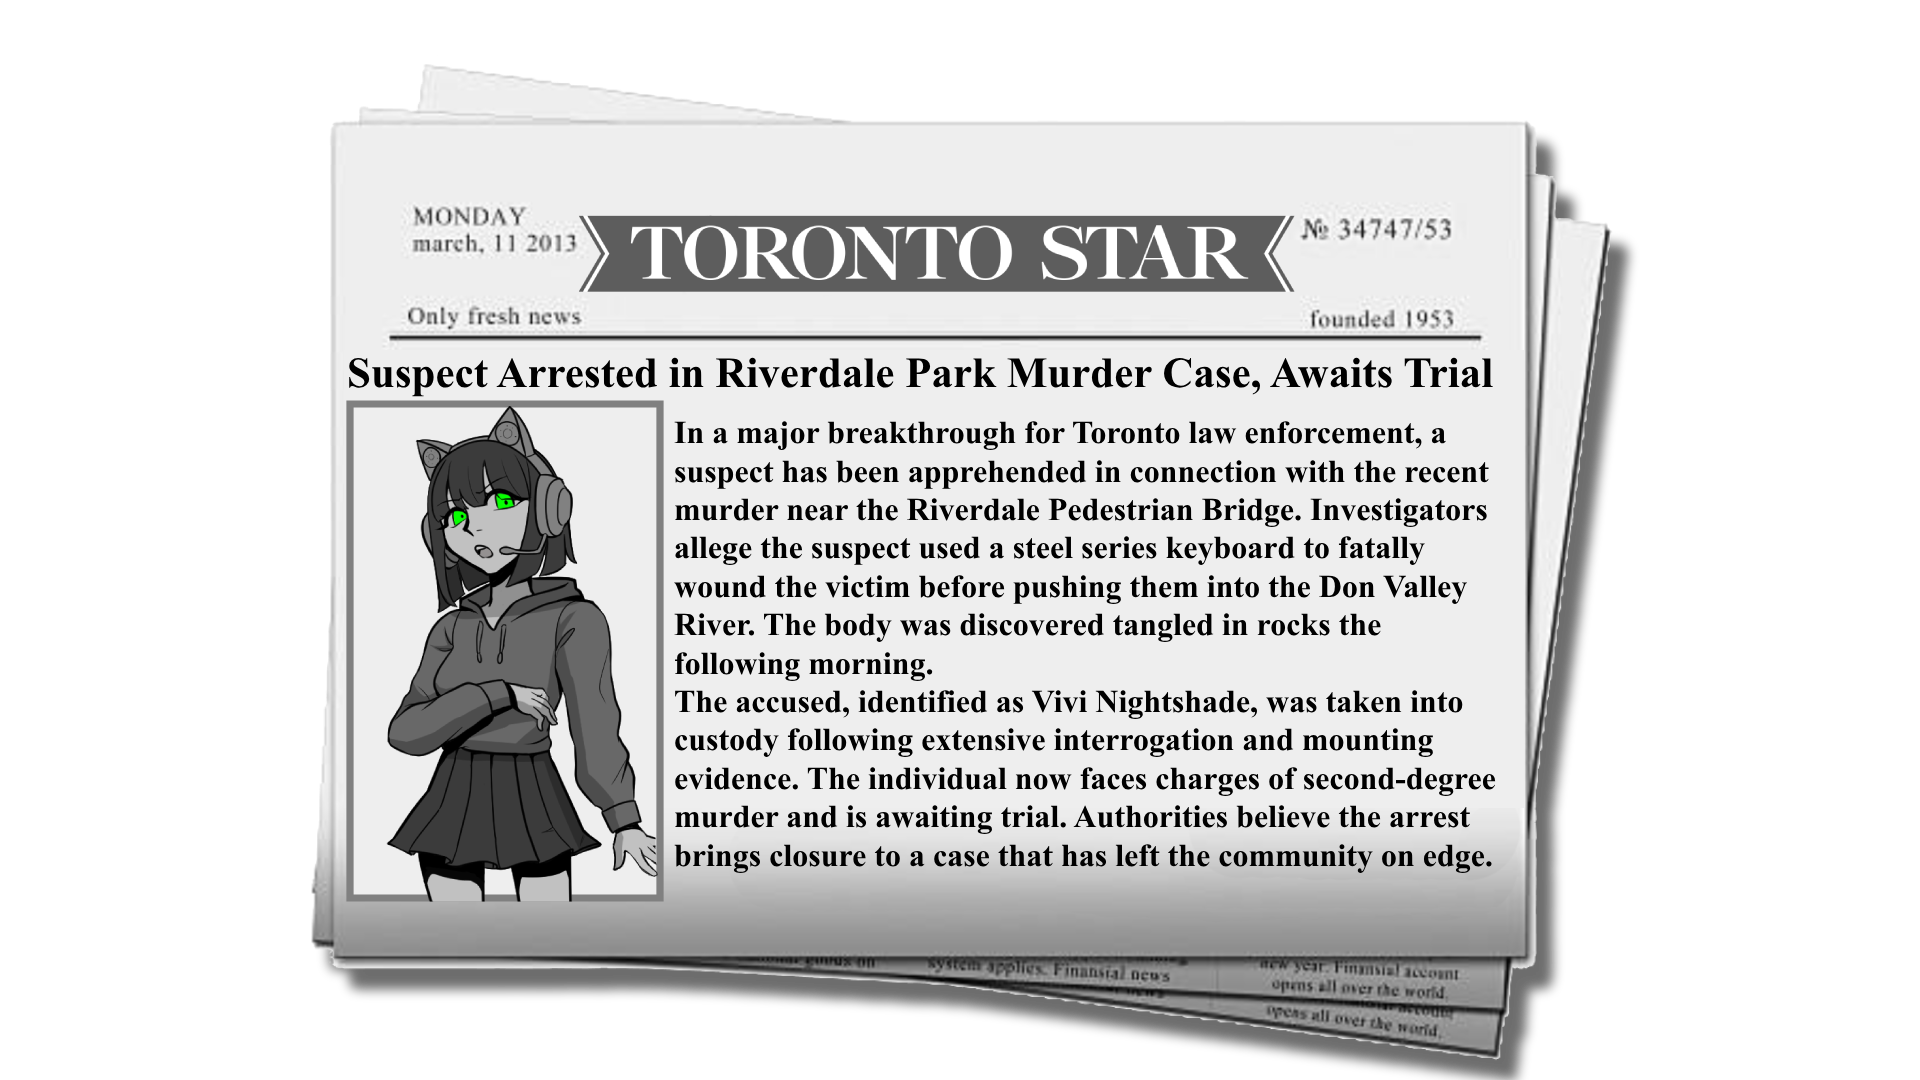 MONDAY
march, 11 2013
TORONTO STAR
№ 34747/53
Only fresh news
founded 1953
Suspect Arrested in Riverdale Park Murder Case, Awaits Trial
In a major breakthrough for Toronto law enforcement, a
suspect has been apprehended in connection with the recent
murder near the Riverdale Pedestrian Bridge. Investigators
allege the suspect used a steel series keyboard to fatally
wound the victim before pushing them into the Don Valley
River. The body was discovered tangled in rocks the
following morning.
The accused, identified as Vivi Nightshade, was taken into
custody following extensive interrogation and mounting
evidence. The individual now faces charges of second-degree
murder and is awaiting trial. Authorities believe the arrest
brings closure to a case that has left the community on edge.
goods on
system applies. Finansial news
news
new year. Finansial account
opens all over the world.
account
opens all over the world.